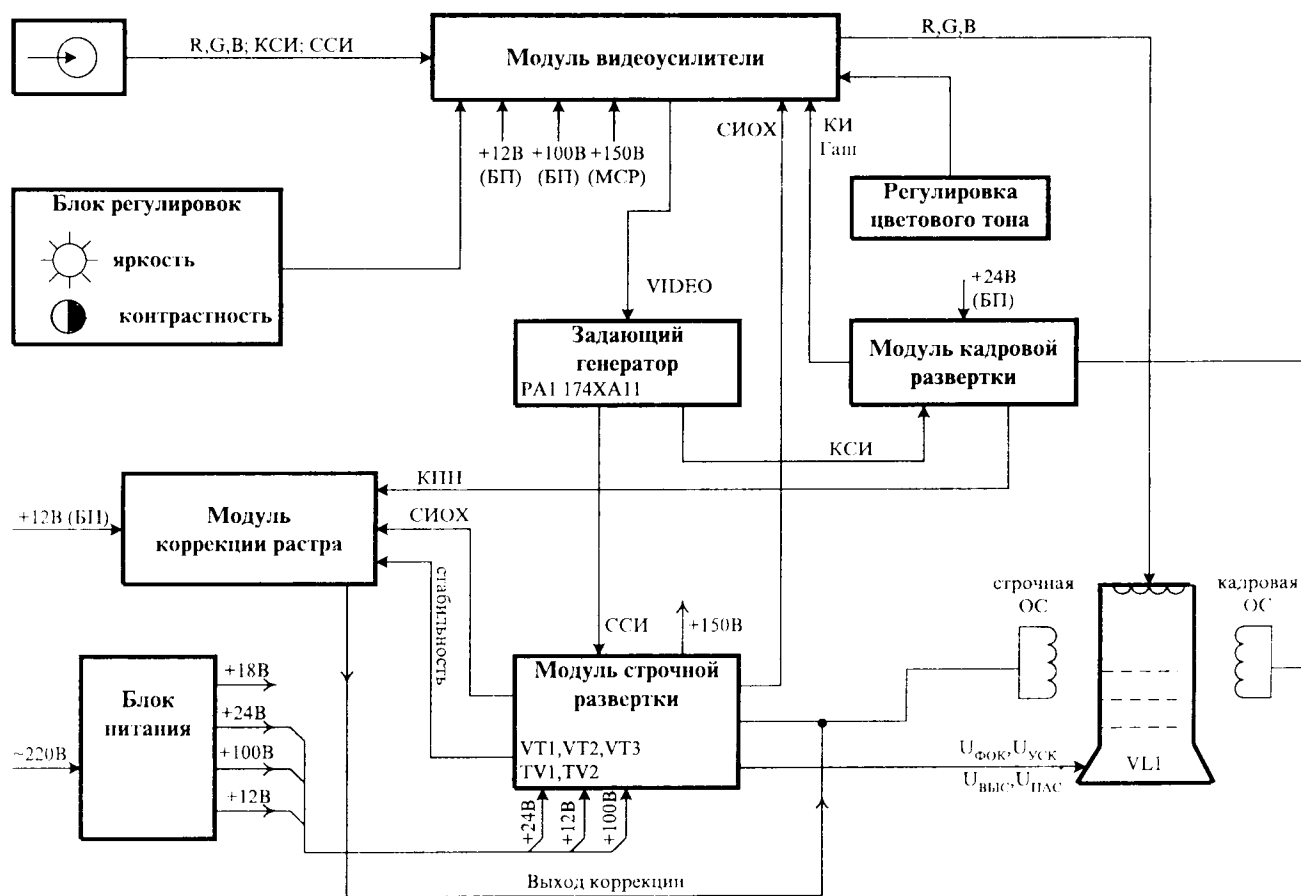 R,G,B; КСИ; ССИ
Модуль видеоусилители
R,G,B
СИОХ
КИ
Гаш
+12В
(БП)
+100В
(БП)
+150В
(МСР)
Регулировка
цветового тона
Блок регулировок
яркость
контрастность
VIDEO
+24В
(БП)
Задающий
генератор
РА1 174ХА11
Модуль кадровой
развертки
КСИ
КПН
СИОХ
+12В (БП)
Модуль
коррекции растра
стабильность
ССИ
+150В
строчная
ОС
кадровая
ОС
Блок
питания
+18В
+24В
+100В
+12В
~220В
Модуль строчной
развертки
VT1,VT2,VT3
TV1,TV2
+24В
+12В
+100В
UФОК,UУСК
UВЫС,UПАС
VL1
Выход коррекции